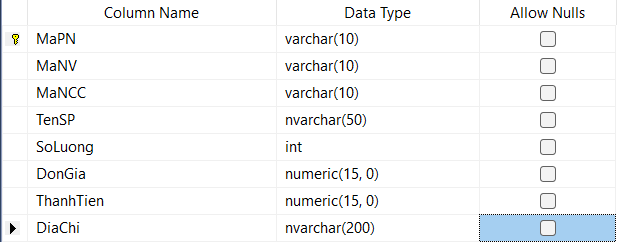 Column Name Data Type Allow Nulls
MaPN varchar(10)
MaNV varchar(10)
MaNCC varchar(10)
TenSP nvarchar(50)
SoLuong int
DonGia numeric(15, 0)
ThanhTien numeric(15, 0)
DiaChi nvarchar(200)